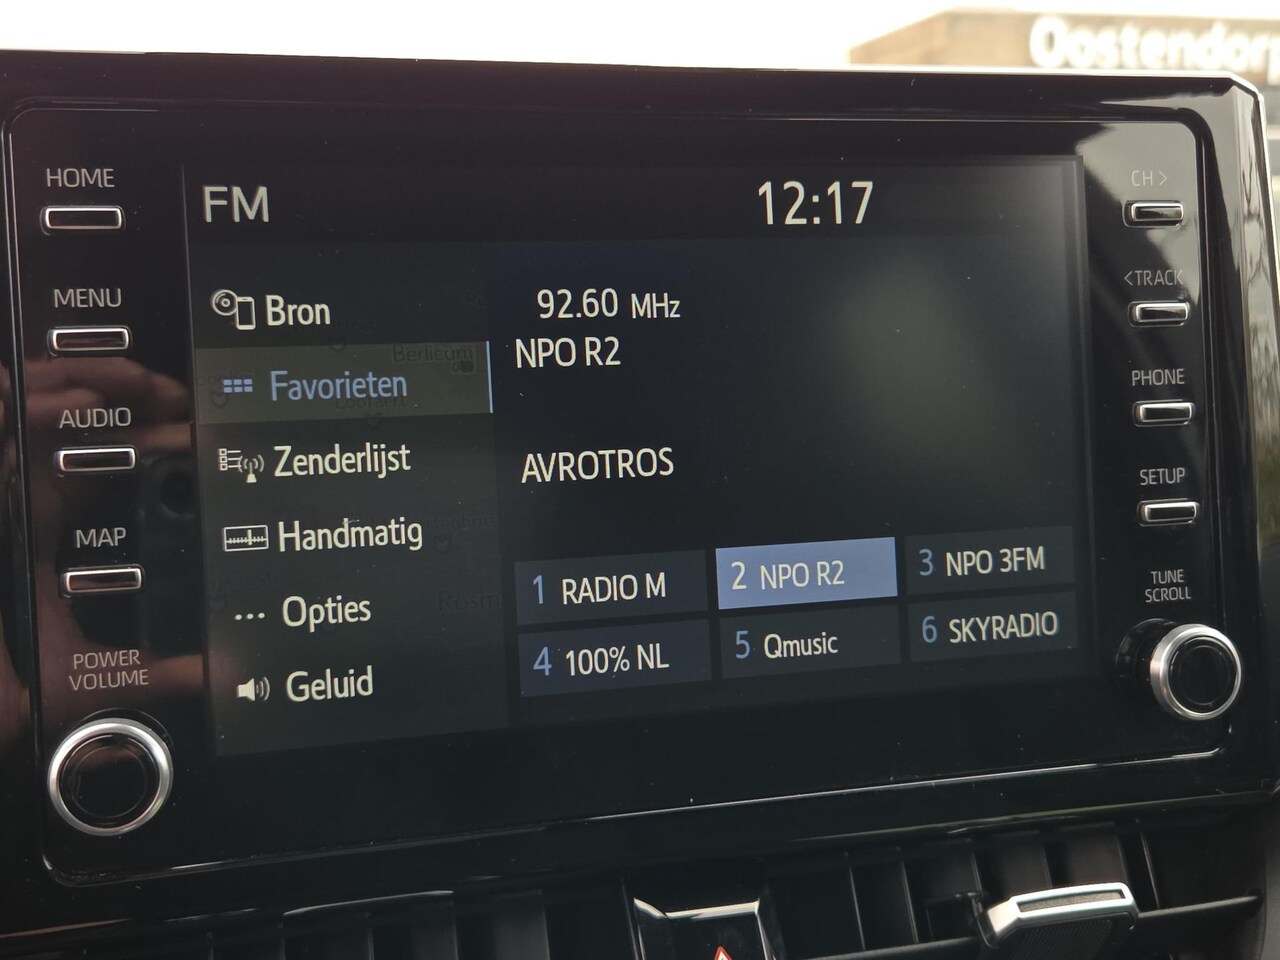 Oostendorp
HOME
MENU
AUDIO
MAP
POWER
VOLUME
FM
12:17
Bron
Favorieten
Zenderlijst
Handmatig
Opties
Geluid
Berlicum
92.60 MHz
NPO R2
AVROTROS
1 RADIO M
2 NPO R2
3 NPO 3FM
4 100% NL
5 Qmusic
6 SKYRADIO
CH >
< TRACK
PHONE
SETUP
TUNE
SCROLL